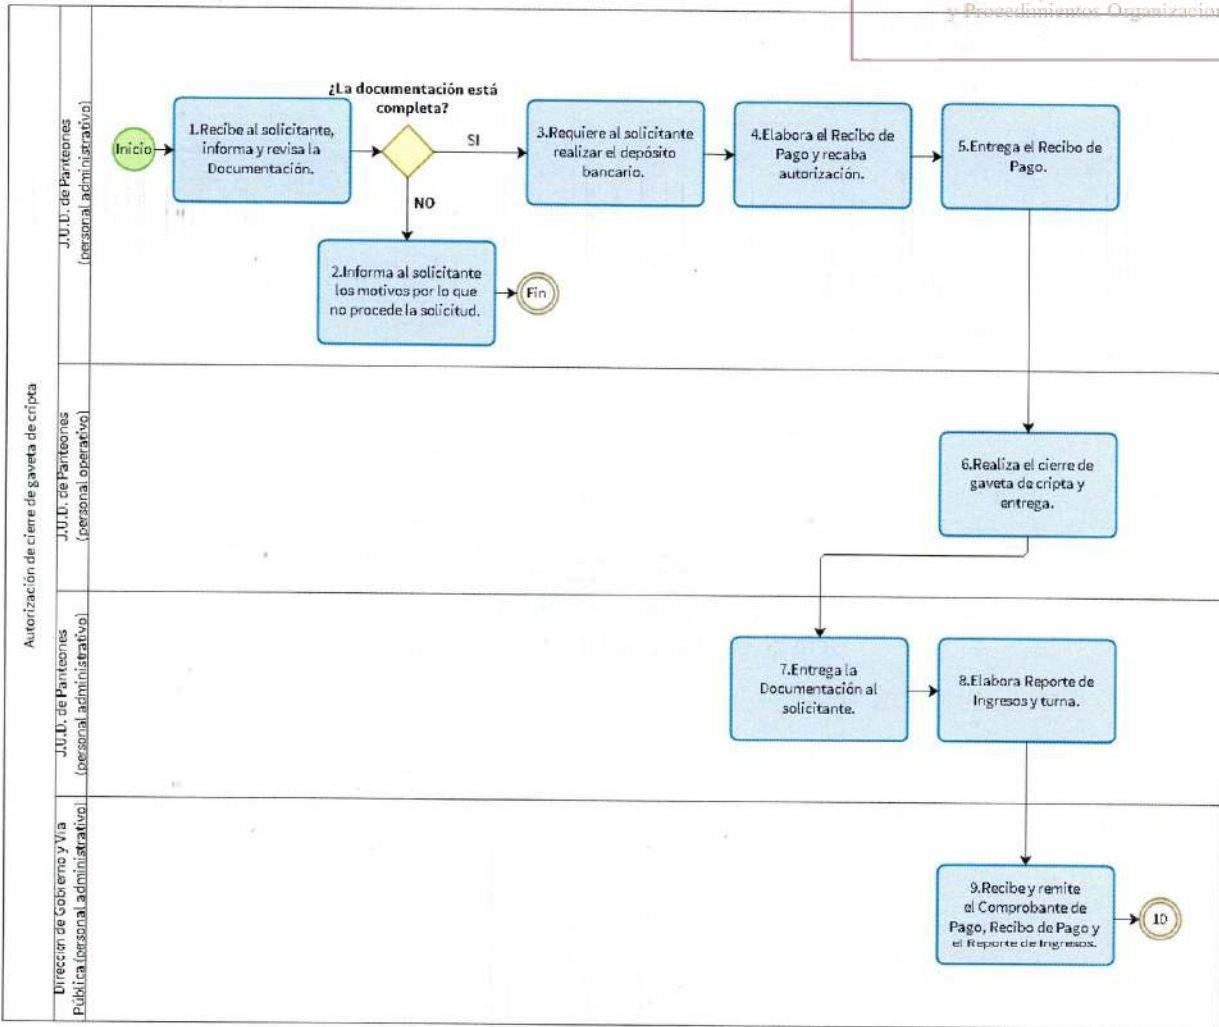 y Procedimientos Organizacion
Autorización de cierre de gaveta de cripta
J.U.D. de Panteones
(personal administrativo)
Inicio
1.Recibe al solicitante,
informa y revisa la
Documentación.
¿La documentación está
completa?
SI
NO
2.Informa al solicitante
los motivos por lo que
no procede la solicitud.
Fin
3.Requiere al solicitante
realizar el depósito
bancario.
4.Elabora el Recibo de
Pago y recaba
autorización.
5.Entrega el Recibo de
Pago.
J.U.D. de Panteones
(personal operativo)
6.Realiza el cierre de
gaveta de cripta y
entrega.
J.U.D. de Panteones
(personal administrativo)
7.Entrega la
Documentación al
solicitante.
8.Elabora Reporte de
Ingresos y turna.
Dirección de Gobierno y Vía
Pública (personal administrativo)
9.Recibe y remite
el Comprobante de
Pago, Recibo de Pago y
el Reporte de Ingresos.
10